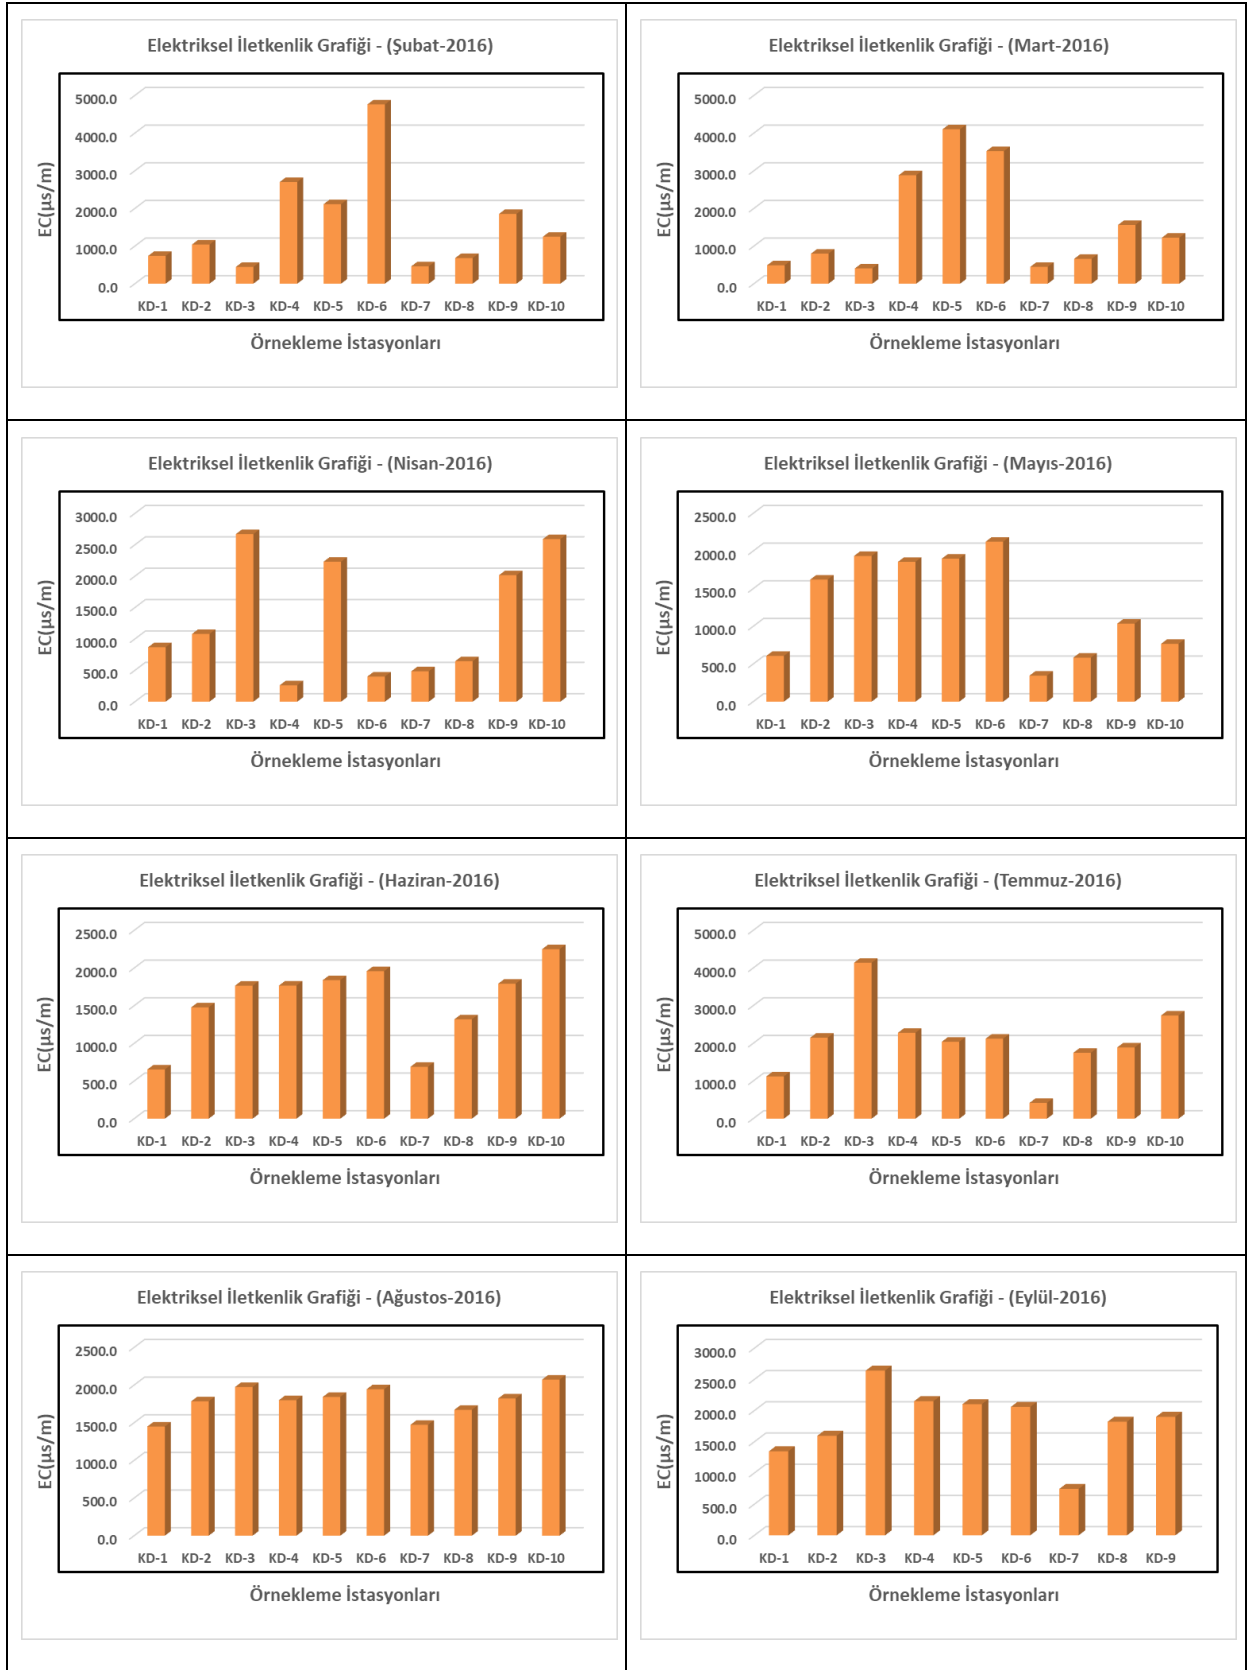 Elektriksel İletkenlik Grafiği - (Şubat-2016)
5000.0
4000.0
3000.0
2000.0
1000.0
0.0
EC(µs/m)
KD-1 KD-2 KD-3 KD-4 KD-5 KD-6 KD-7 KD-8 KD-9 KD-10
Örnekleme İstasyonları
Elektriksel İletkenlik Grafiği - (Mart-2016)
5000.0
4000.0
3000.0
2000.0
1000.0
0.0
EC(µs/m)
KD-1 KD-2 KD-3 KD-4 KD-5 KD-6 KD-7 KD-8 KD-9 KD-10
Örnekleme İstasyonları
Elektriksel İletkenlik Grafiği - (Nisan-2016)
3000.0
2500.0
2000.0
1500.0
1000.0
500.0
0.0
EC(µs/m)
KD-1 KD-2 KD-3 KD-4 KD-5 KD-6 KD-7 KD-8 KD-9 KD-10
Örnekleme İstasyonları
Elektriksel İletkenlik Grafiği - (Mayıs-2016)
2500.0
2000.0
1500.0
1000.0
500.0
0.0
EC(µs/m)
KD-1 KD-2 KD-3 KD-4 KD-5 KD-6 KD-7 KD-8 KD-9 KD-10
Örnekleme İstasyonları
Elektriksel İletkenlik Grafiği - (Haziran-2016)
2500.0
2000.0
1500.0
1000.0
500.0
0.0
EC(µs/m)
KD-1 KD-2 KD-3 KD-4 KD-5 KD-6 KD-7 KD-8 KD-9 KD-10
Örnekleme İstasyonları
Elektriksel İletkenlik Grafiği - (Temmuz-2016)
5000.0
4000.0
3000.0
2000.0
1000.0
0.0
EC(µs/m)
KD-1 KD-2 KD-3 KD-4 KD-5 KD-6 KD-7 KD-8 KD-9 KD-10
Örnekleme İstasyonları
Elektriksel İletkenlik Grafiği - (Ağustos-2016)
2500.0
2000.0
1500.0
1000.0
500.0
0.0
EC(µs/m)
KD-1 KD-2 KD-3 KD-4 KD-5 KD-6 KD-7 KD-8 KD-9 KD-10
Örnekleme İstasyonları
Elektriksel İletkenlik Grafiği - (Eylül-2016)
3000.0
2500.0
2000.0
1500.0
1000.0
500.0
0.0
EC(µs/m)
KD-1 KD-2 KD-3 KD-4 KD-5 KD-6 KD-7 KD-8 KD-9
Örnekleme İstasyonları